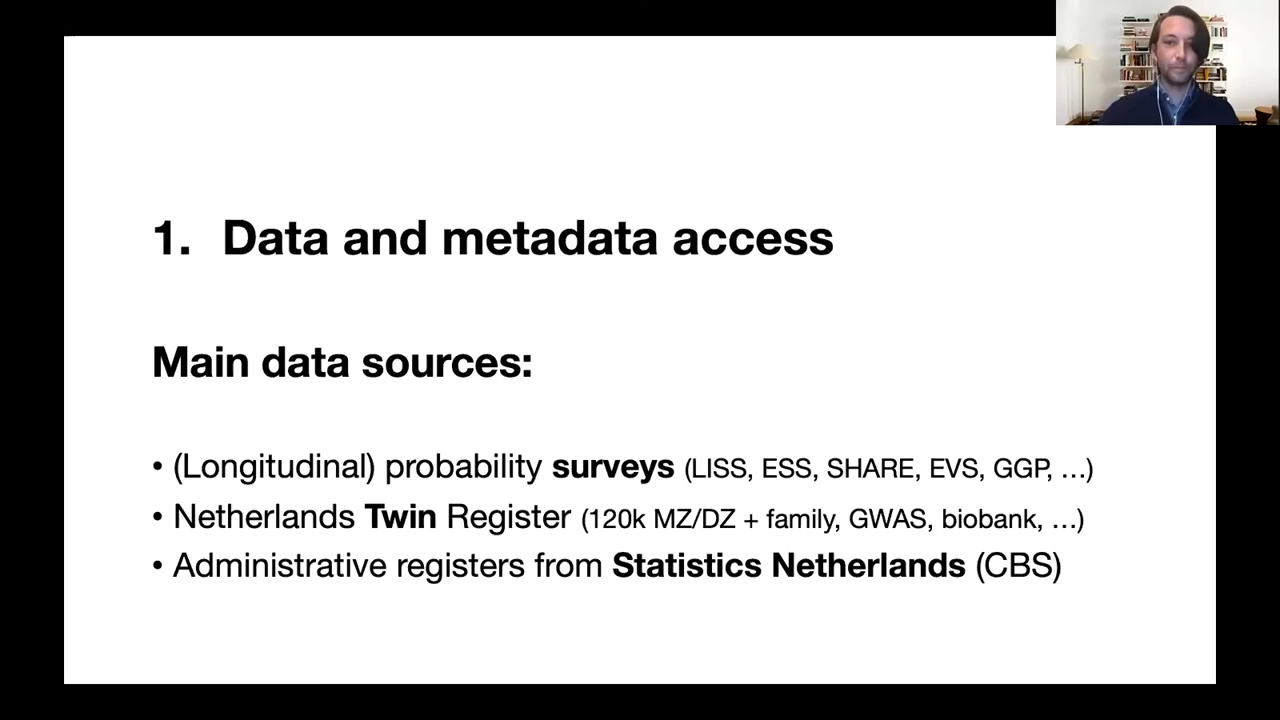 1. Data and metadata access
Main data sources:
• (Longitudinal) probability surveys (LISS, ESS, SHARE, EVS, GGP, …)
• Netherlands Twin Register (120k MZ/DZ + family, GWAS, biobank, …)
• Administrative registers from Statistics Netherlands (CBS)